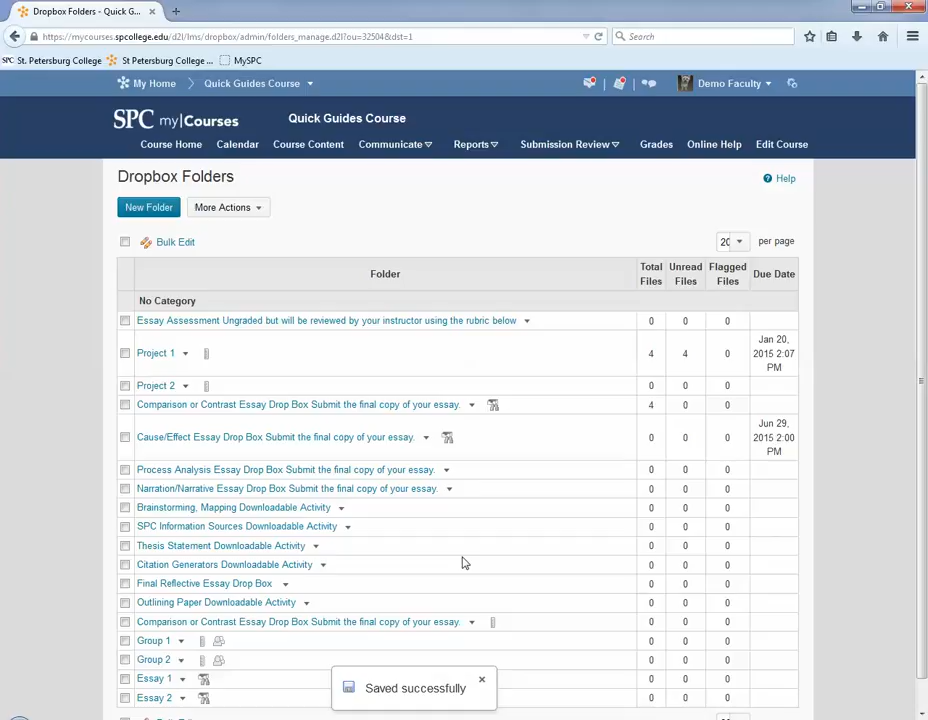 Dropbox Folders - Quick G...
https://mycourses.spcollege.edu/d2l/lms/dropbox/admin/folders_manage.d2l?ou=32504&dst=1
Search
SPC St. Petersburg College
St Petersburg College ...
MySPC
My Home
Quick Guides Course
Demo Faculty
SPC my|Courses
Quick Guides Course
Course Home
Calendar
Course Content
Communicate
Reports
Submission Review
Grades
Online Help
Edit Course
Dropbox Folders
Help
New Folder
More Actions
Bulk Edit
20
per page
Folder
Total Files
Unread Files
Flagged Files
Due Date
No Category
Essay Assessment Ungraded but will be reviewed by your instructor using the rubric below 0 0 0
Project 1 4 4 0 Jan 20, 2015 2:07 PM
Project 2 0 0 0
Comparison or Contrast Essay Drop Box Submit the final copy of your essay. 4 0 0
Cause/Effect Essay Drop Box Submit the final copy of your essay. 0 0 0 Jun 29, 2015 2:00 PM
Process Analysis Essay Drop Box Submit the final copy of your essay. 0 0 0
Narration/Narrative Essay Drop Box Submit the final copy of your essay. 0 0 0
Brainstorming, Mapping Downloadable Activity 0 0 0
SPC Information Sources Downloadable Activity 0 0 0
Thesis Statement Downloadable Activity 0 0 0
Citation Generators Downloadable Activity 0 0 0
Final Reflective Essay Drop Box 0 0 0
Outlining Paper Downloadable Activity 0 0 0
Comparison or Contrast Essay Drop Box Submit the final copy of your essay. 0 0 0
Group 1 0 0 0
Group 2 0 0 0
Essay 1 0 0 0
Essay 2 0 0 0
Saved successfully